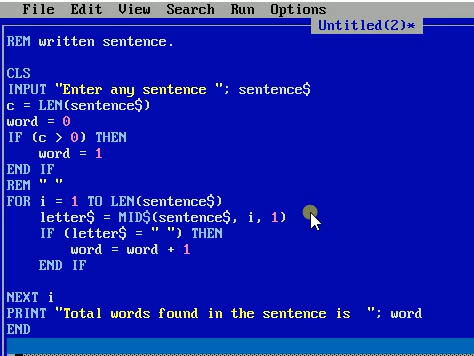 File Edit View Search Run Options
Untitled(2)*
REM written sentence.
CLS
INPUT "Enter any sentence "; sentence$
c = LEN(sentence$)
word = 0
IF (c > 0) THEN
    word = 1
END IF
REM " "
FOR i = 1 TO LEN(sentence$)
    letter$ = MID$(sentence$, i, 1)
    IF (letter$ = " ") THEN
        word = word + 1
    END IF
NEXT i
PRINT "Total words found in the sentence is  "; word
END